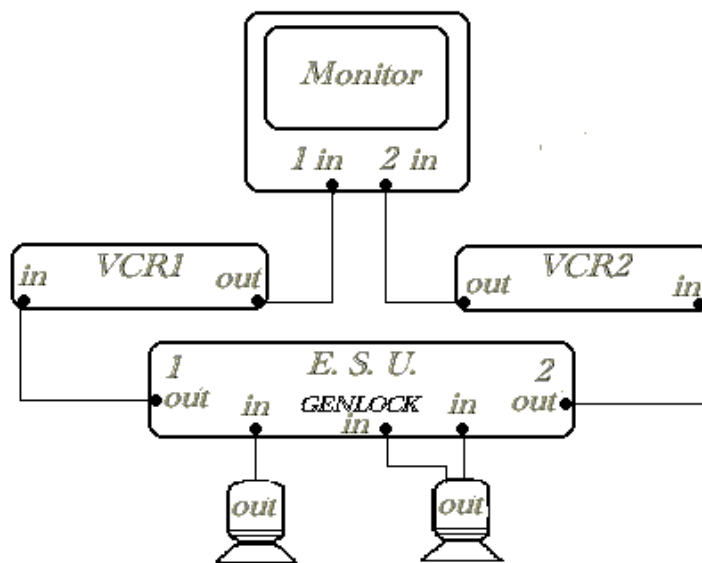 Monitor
1 in 2 in
VCR1
in out
VCR2
out in
1 E. S. U. 2
out in GENLOCK in out
in
out out